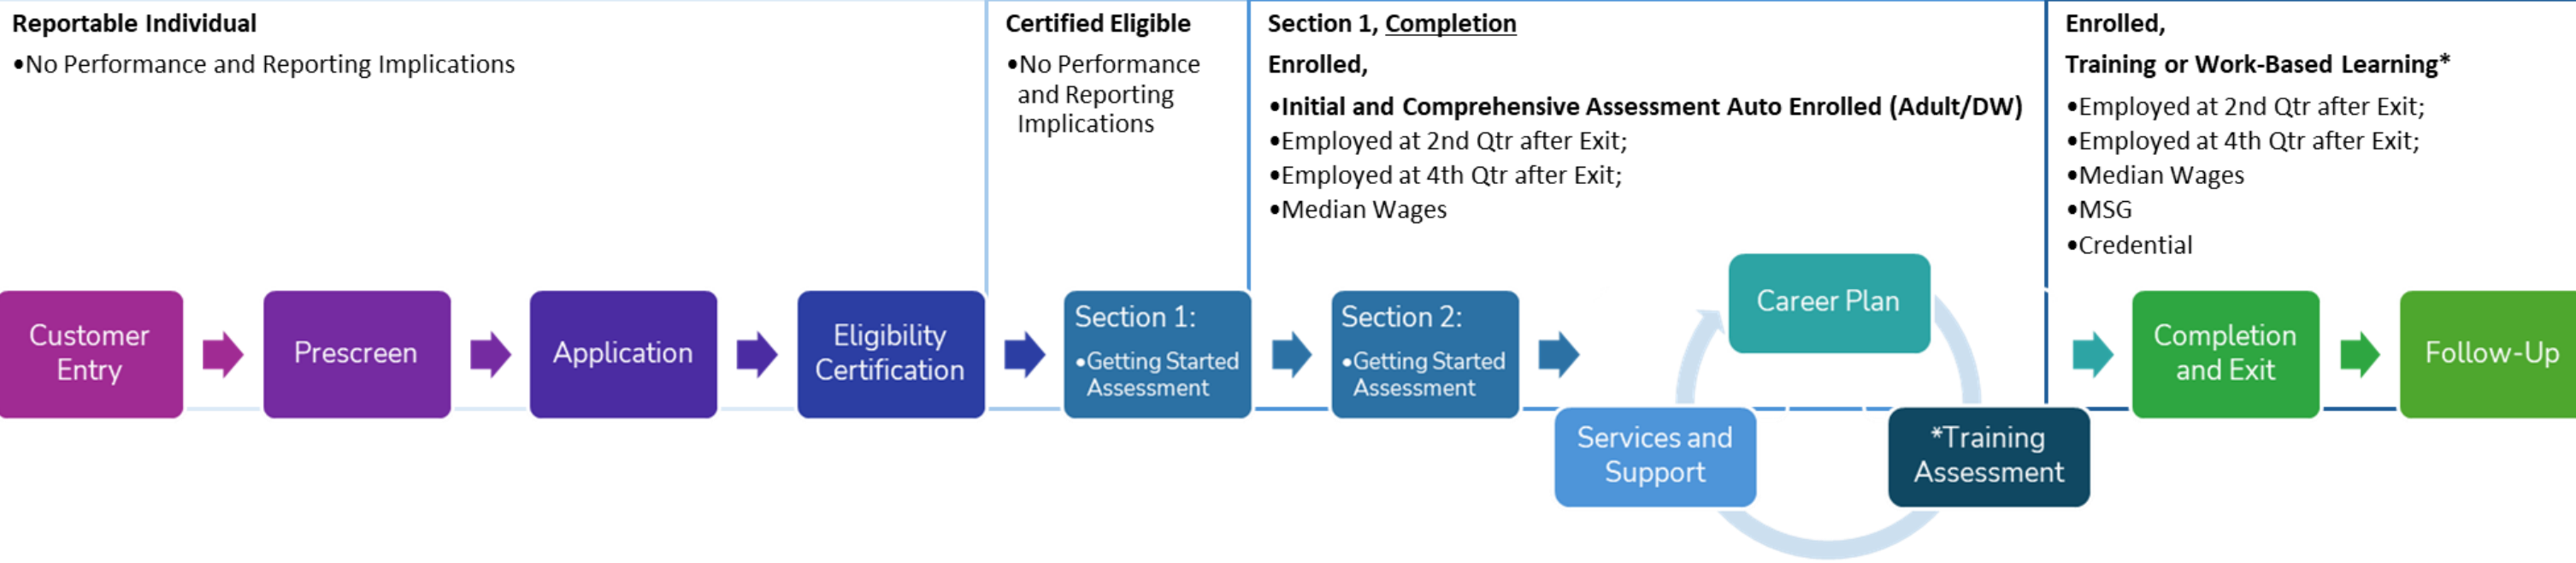 Reportable Individual
•No Performance and Reporting Implications
Certified Eligible
•No Performance
and Reporting
Implications
Section 1, Completion
Enrolled,
•Initial and Comprehensive Assessment Auto Enrolled (Adult/DW)
•Employed at 2nd Qtr after Exit;
•Employed at 4th Qtr after Exit;
•Median Wages
Enrolled,
Training or Work-Based Learning*
•Employed at 2nd Qtr after Exit;
•Employed at 4th Qtr after Exit;
•Median Wages
•MSG
•Credential
Customer
Entry
Prescreen
Application
Eligibility
Certification
Section 1:
•Getting Started
Assessment
Section 2:
•Getting Started
Assessment
Career Plan
Services and
Support
*Training
Assessment
Completion
and Exit
Follow-Up